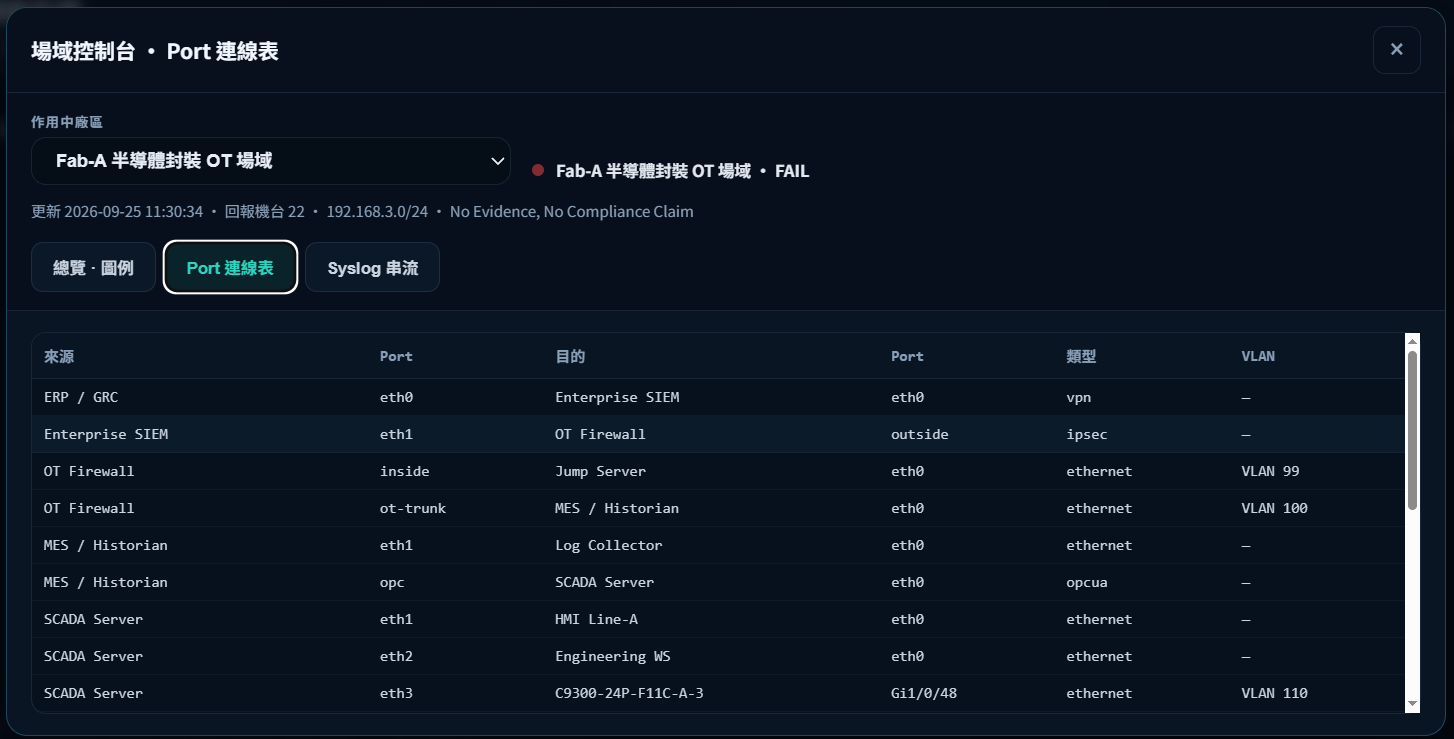 場域控制台 • Port 連線表
×
作用中廠區
Fab-A 半導體封裝 OT 場域
Fab-A 半導體封裝 OT 場域 • FAIL
更新 2026-09-25 11:30:34 · 回報機台 22 · 192.168.3.0/24 · No Evidence, No Compliance Claim
總覽 · 圖例 Port 連線表 Syslog 串流
來源 Port 目的 Port 類型 VLAN
ERP / GRC eth0 Enterprise SIEM eth0 vpn —
Enterprise SIEM eth1 OT Firewall outside ipsec —
OT Firewall inside Jump Server eth0 ethernet VLAN 99
OT Firewall ot-trunk MES / Historian eth0 ethernet VLAN 100
MES / Historian eth1 Log Collector eth0 ethernet —
MES / Historian opc SCADA Server eth0 opcua —
SCADA Server eth1 HMI Line-A eth0 ethernet —
SCADA Server eth2 Engineering WS eth0 ethernet —
SCADA Server eth3 C9300-24P-F11C-A-3 Gi1/0/48 ethernet VLAN 110